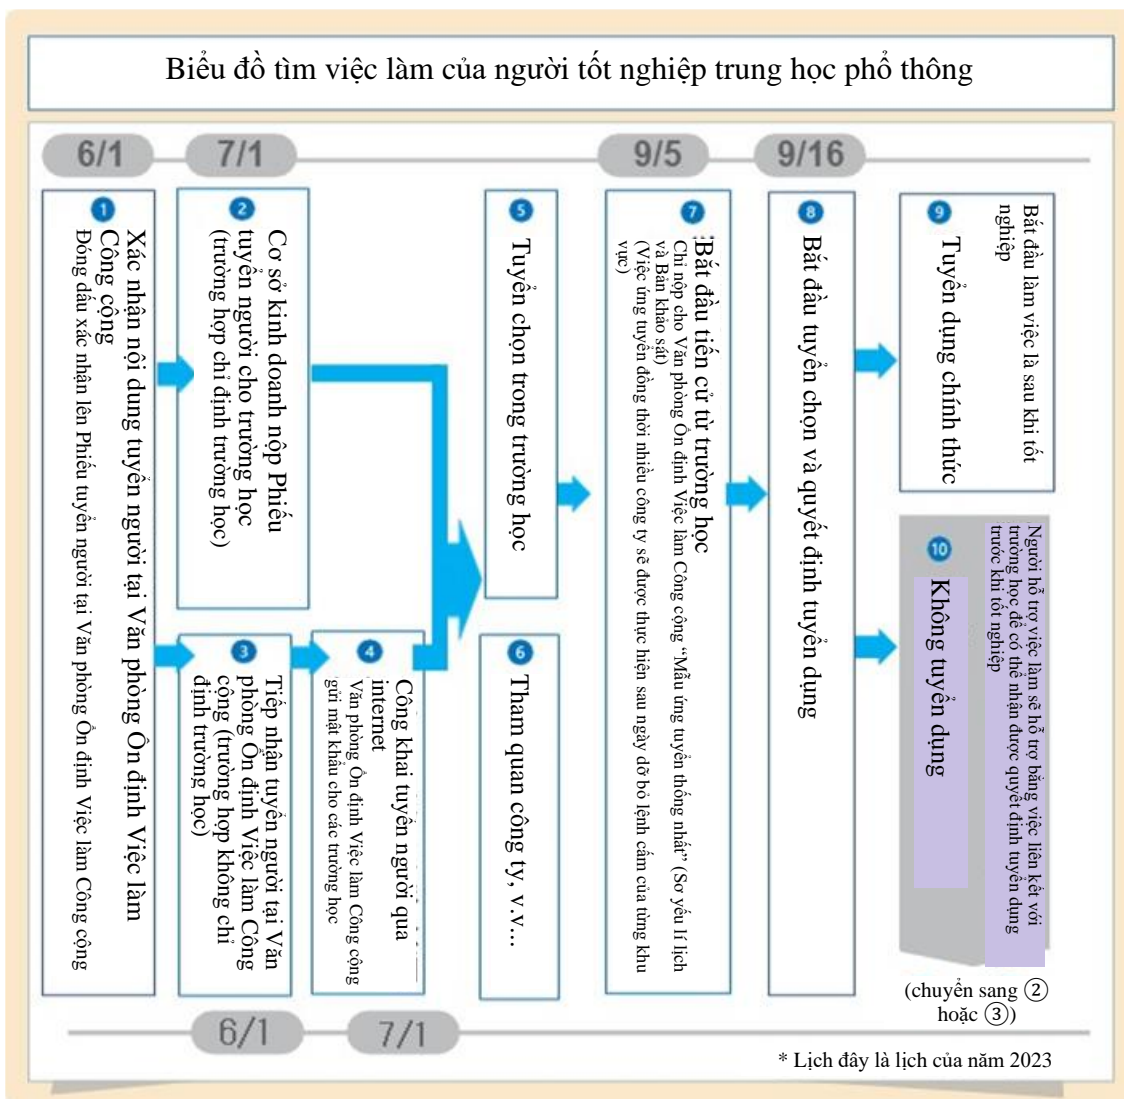 Biểu đồ tìm việc làm của người tốt nghiệp trung học phổ thông
6/1
7/1
9/5
9/16
1
Xác nhận nội dung tuyển người tại Văn phòng Ổn định Việc làm
Công cộng
Đóng dấu xác nhận lên Phiếu tuyển người tại Văn phòng Ổn định Việc làm Công cộng
2
Cơ sở kinh doanh nộp Phiếu
tuyển người cho trường học
(trường hợp chỉ định trường học)
3
Tiếp nhận tuyển người tại Văn
phòng Ổn định Việc làm Công
cộng (trường hợp không chỉ
định trường học)
4
Công khai tuyển người qua
internet
Văn phòng Ổn định Việc làm Công cộng
gửi mật khẩu cho các trường học
5
Tuyển chọn trong trường học
6
Tham quan công ty, v.v...
7
Bắt đầu tiến cử từ trường học
Chỉ nộp cho Văn phòng Ổn định Việc làm Công cộng “Mẫu ứng tuyển thống nhất” (Sơ yếu lí lịch
và Bản khảo sát)
(Việc ứng tuyển đồng thời nhiều công ty sẽ được thực hiện sau ngày dỡ bỏ lệnh cấm của từng khu
vực)
8
Bắt đầu tuyển chọn và quyết định tuyển dụng
9
Tuyển dụng chính thức
Bắt đầu làm việc là sau khi tốt
nghiệp
10
Không tuyển dụng
Người hỗ trợ việc làm sẽ hỗ trợ bằng việc liên kết với
trường học để có thể nhận được quyết định tuyển dụng
trước khi tốt nghiệp
(chuyển sang ②
hoặc ③)
6/1
7/1
* Lịch đây là lịch của năm 2023